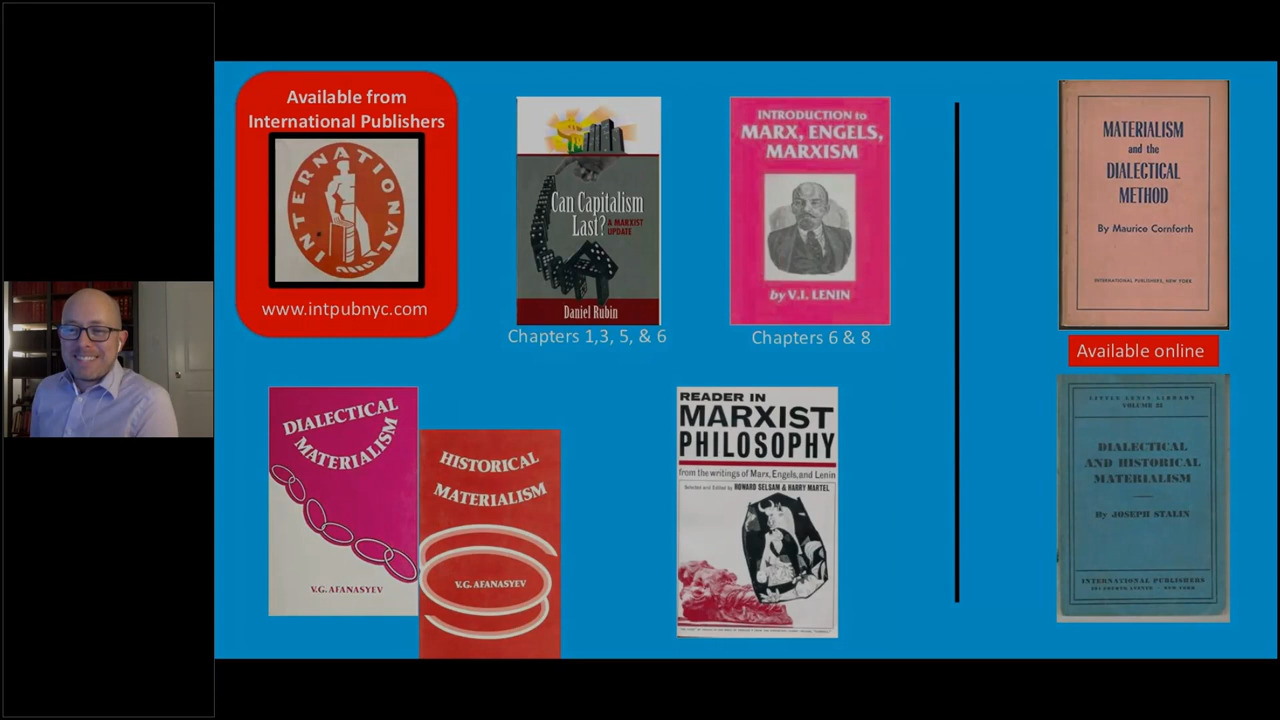 Available from
International Publishers
INTERNATIONAL
www.intpubnyc.com
Can Capitalism
Last?
A MARXIST
UPDATE
Daniel Rubin
Chapters 1,3, 5, & 6
INTRODUCTION to
MARX, ENGELS,
MARXISM
by V.I. LENIN
Chapters 6 & 8
MATERIALISM
and the
DIALECTICAL
METHOD
By Maurice Cornforth
INTERNATIONAL PUBLISHERS, NEW YORK
Available online
DIALECTICAL
MATERIALISM
V.G. AFANASYEV
HISTORICAL
MATERIALISM
V.G. AFANASYEV
READER IN
MARXIST
PHILOSOPHY
from the writings of Marx, Engels, and Lenin
Selected and Edited by HOWARD SELSAM & HARRY MARTEL
LITTLE LENIN LIBRARY
VOLUME 25
DIALECTICAL
AND HISTORICAL
MATERIALISM
By JOSEPH STALIN
INTERNATIONAL PUBLISHERS